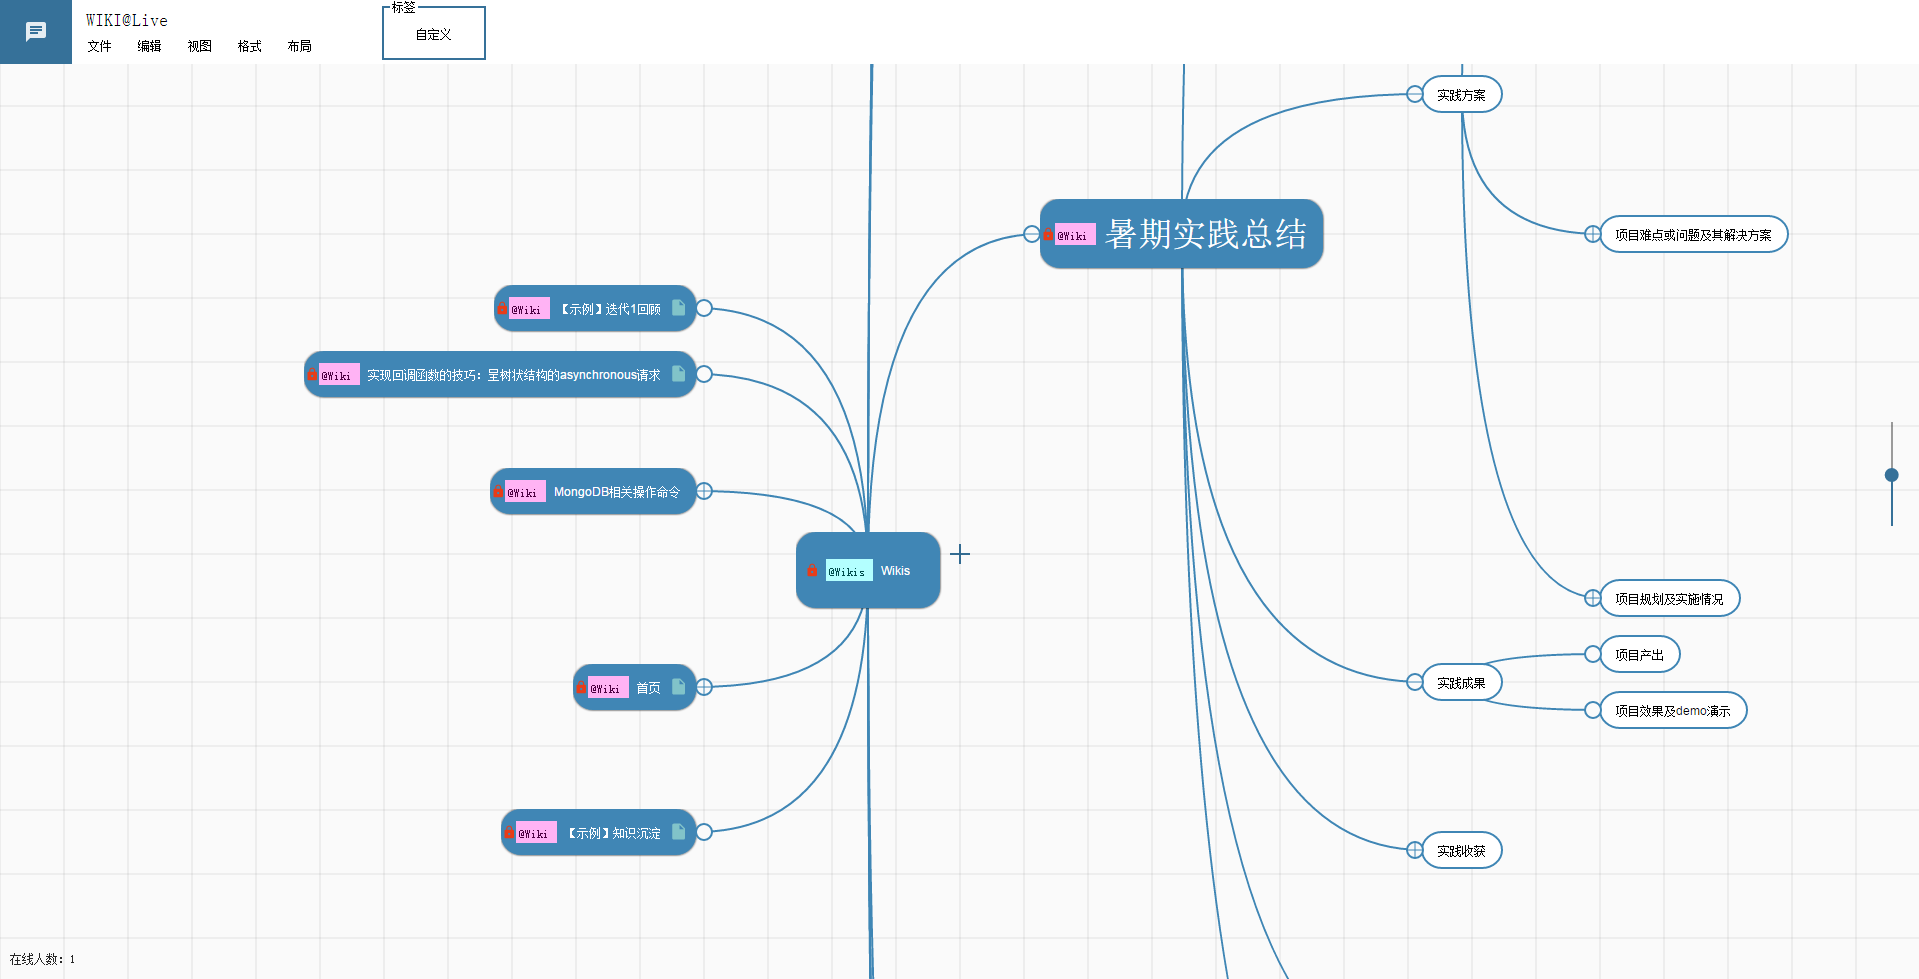 WIKI@Live
文件 编辑 视图 格式 布局
标签
自定义
实践方案
@Wiki 暑期实践总结
项目难点或问题及其解决方案
@Wiki 【示例】迭代1回顾
@Wiki 实现回调函数的技巧：呈树状结构的asynchronous请求
@Wiki MongoDB相关操作命令
@Wikis Wikis
项目规划及实施情况
项目产出
实践成果
@Wiki 首页
项目效果及demo演示
@Wiki 【示例】知识沉淀
实践收获
在线人数：1